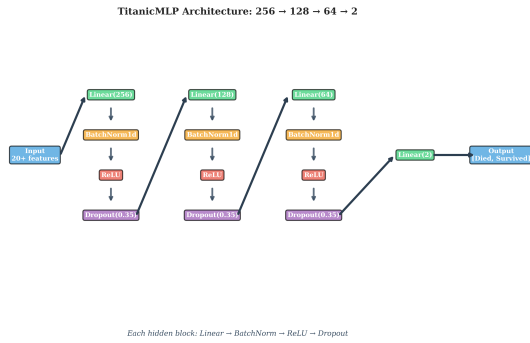 TitanicMLP Architecture: 256 → 128 → 64 → 2
Input
20+ features
Linear(256)
BatchNorm1d
ReLU
Dropout(0.35)
Linear(128)
BatchNorm1d
ReLU
Dropout(0.35)
Linear(64)
BatchNorm1d
ReLU
Dropout(0.35)
Linear(2)
Output
(Died, Survived)
Each hidden block: Linear → BatchNorm → ReLU → Dropout